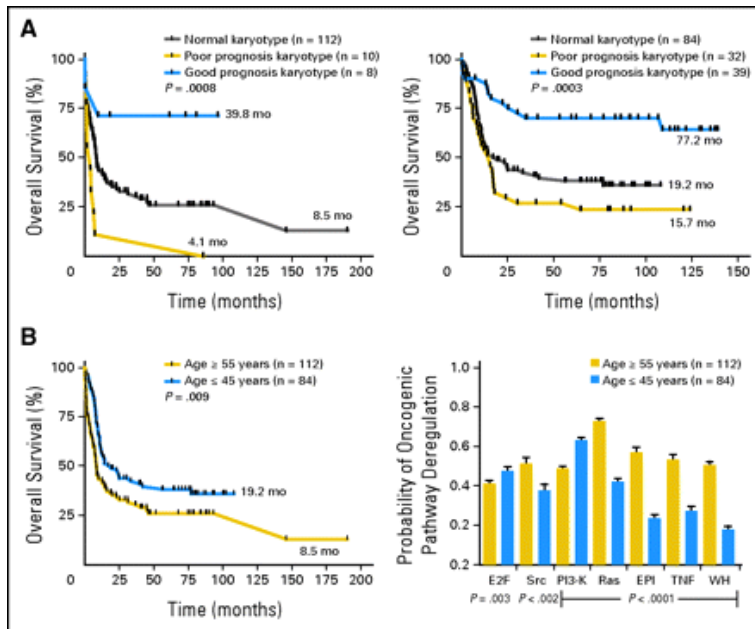 A
Normal karyotype (n = 112)
Poor prognosis karyotype (n = 10)
Good prognosis karyotype (n = 8)
P = .0008
Overall Survival (%)
100
75
50
25
39.8 mo
8.5 mo
4.1 mo
0 25 50 75 100 125 150 175 200
Time (months)
Normal karyotype (n = 84)
Poor prognosis karyotype (n = 32)
Good prognosis karyotype (n = 39)
P = .0003
Overall Survival (%)
100
75
50
25
77.2 mo
19.2 mo
15.7 mo
0 25 50 75 100 125 150
Time (months)
B
Age ≥ 55 years (n = 112)
Age ≤ 45 years (n = 84)
P = .009
Overall Survival (%)
100
75
50
25
19.2 mo
8.5 mo
0 25 50 75 100 125 150 175 200
Time (months)
Age ≥ 55 years (n = 112)
Age ≤ 45 years (n = 84)
Probability of Oncogenic
Pathway Deregulation
1.0
0.8
0.6
0.4
0.2
0.2
E2F Src PI3-K Ras EPI TNF WH
P = .003 P < .002 P < .0001